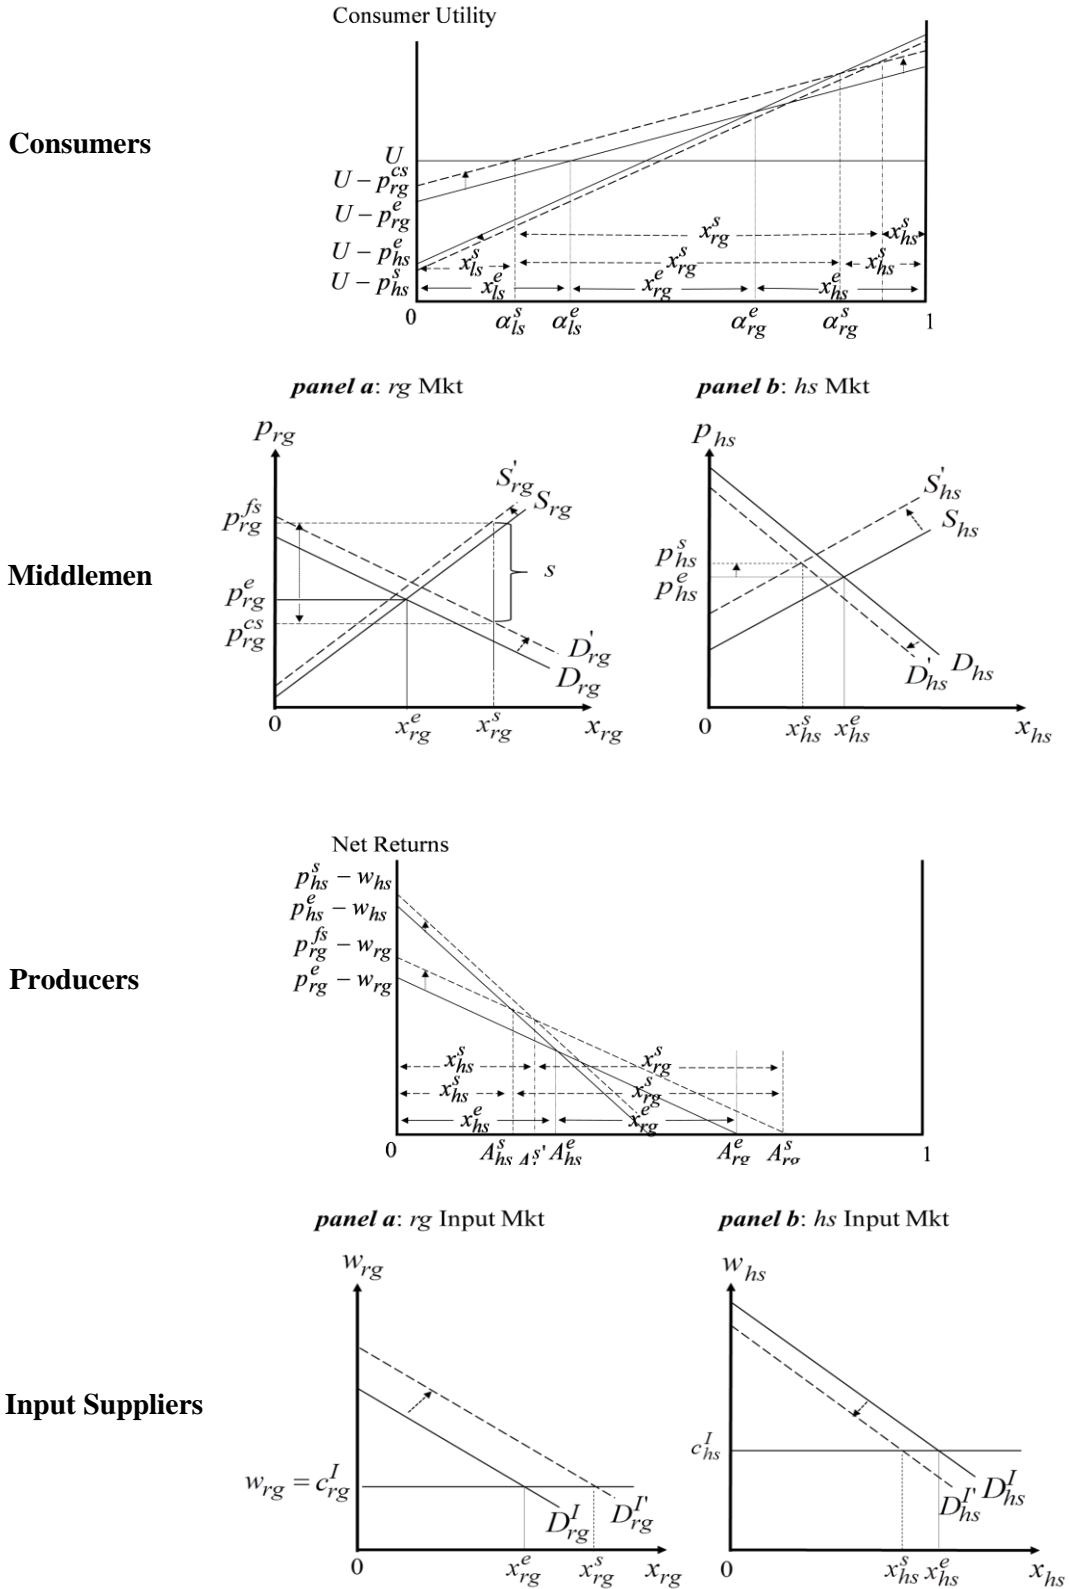 Consumer Utility
Consumers
U
U − p_rg^cs
U − p_rg^e
U − p_hs^e
U − p_hs^s
x_rg^s x_hs^s
x_ls^s x_rg^s x_hs^s
x_ls^e x_rg^e x_hs^e
0 α_ls^s α_ls^e α_rg^e α_rg^s 1
panel a: rg Mkt panel b: hs Mkt
Middlemen
p_rg
S'_rg
S_rg
p_rg^fs
s
p_rg^e
p_rg^cs
D'_rg
D_rg
0 x_rg^e x_rg^s x_rg
p_hs
S'_hs
S_hs
p_hs^s
p_hs^e
D'_hs D_hs
0 x_hs^s x_hs^e x_hs
Net Returns
Producers
p_hs^s − w_hs
p_hs^e − w_hs
p_rg^fs − w_rg
p_rg^e − w_rg
x_hs^s x_rg^s
x_hs^s x_rg^s
x_hs^e x_rg^e
0 A_hs^s A^s' A_hs^e A_rg^e A_rg^s 1
panel a: rg Input Mkt panel b: hs Input Mkt
Input Suppliers
w_rg
w_rg = c_rg^I
D_rg^I D_rg^I'
0 x_rg^e x_rg^s x_rg
w_hs
c_hs^I
D_hs^I' D_hs^I
0 x_hs^s x_hs^e x_hs